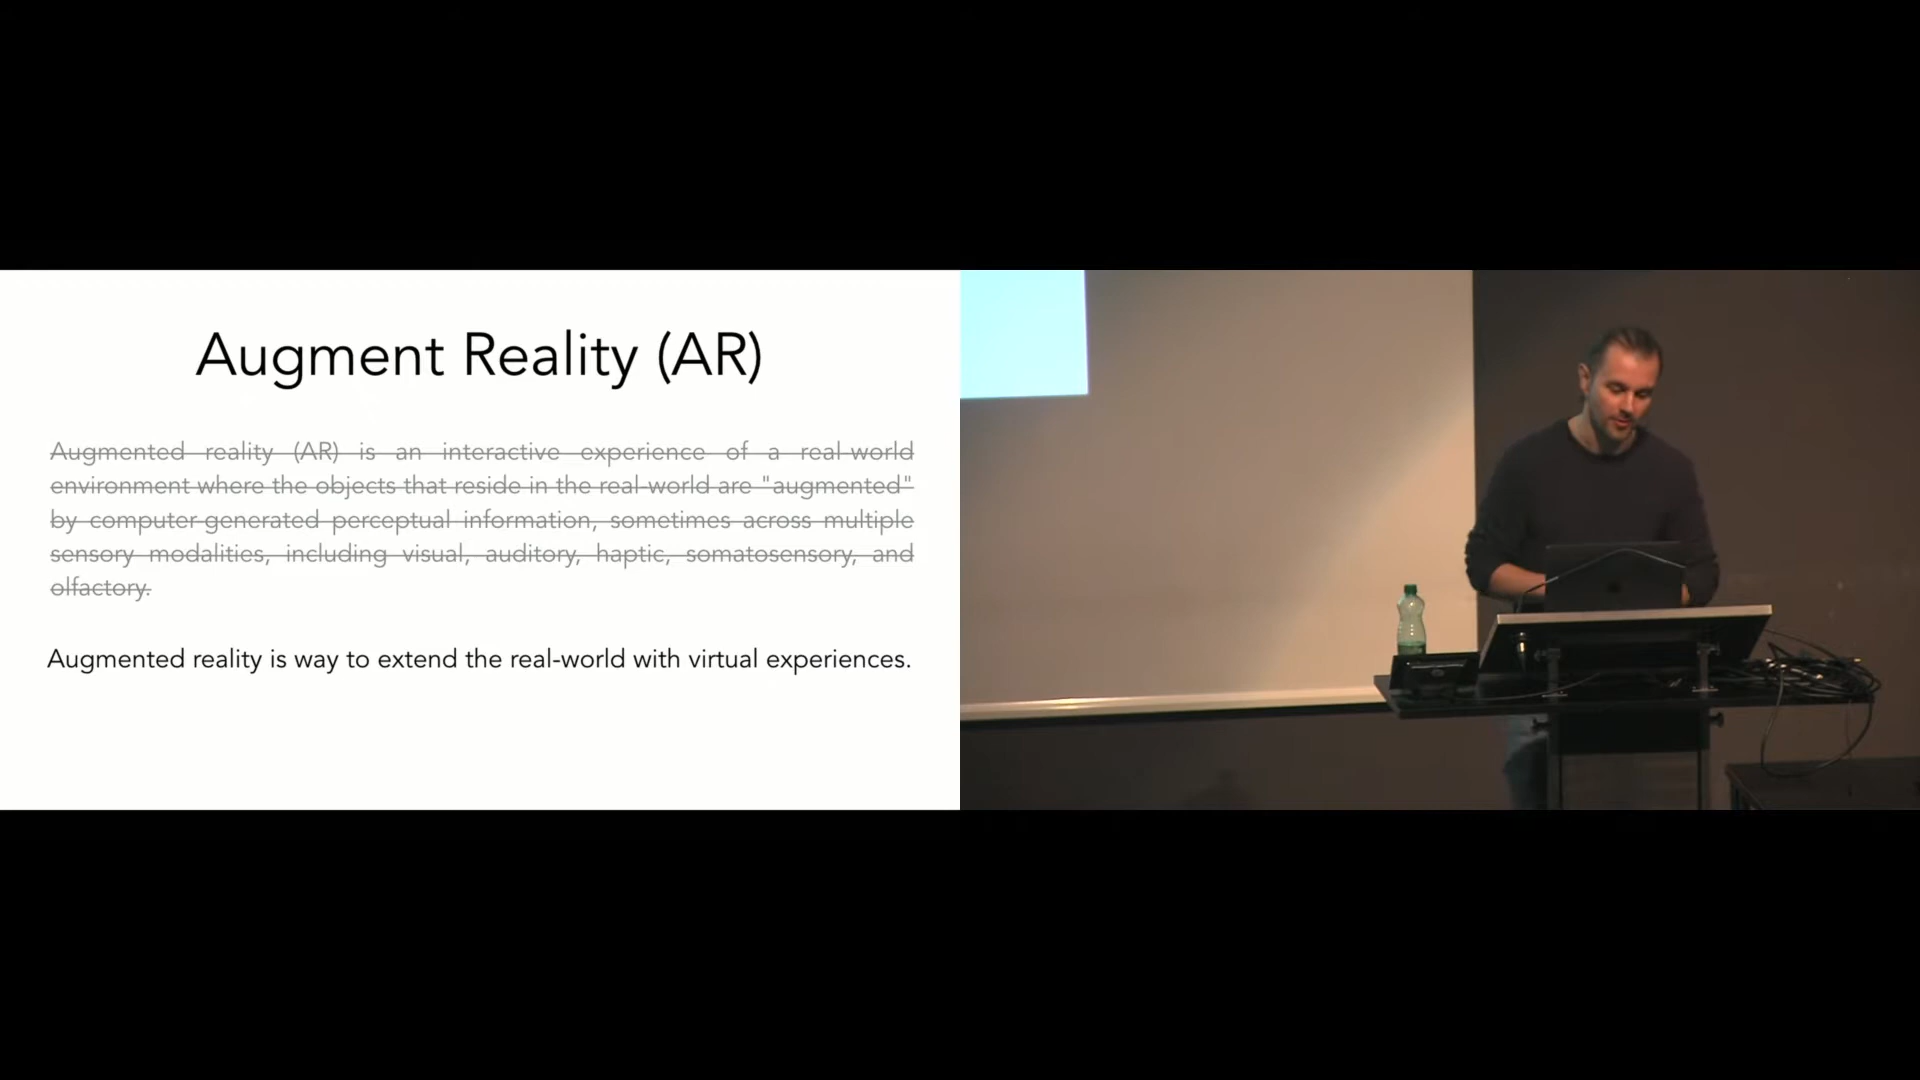 Augment Reality (AR)
Augmented reality (AR) is an interactive experience of a real-world
environment where the objects that reside in the real-world are "augmented"
by computer-generated perceptual information, sometimes across multiple
sensory modalities, including visual, auditory, haptic, somatosensory, and
olfactory.
Augmented reality is way to extend the real-world with virtual experiences.